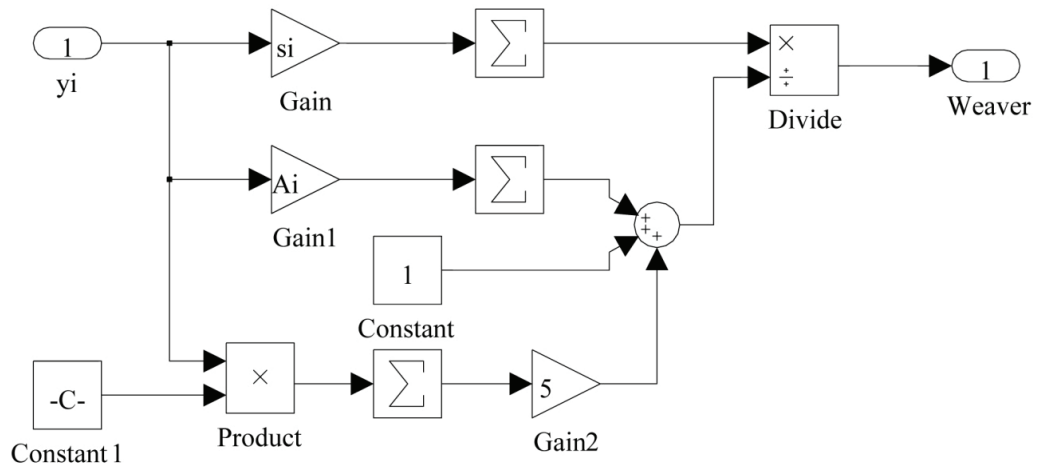 1
yi
si
Gain
∑
×
÷
Divide
1
Weaver
Ai
Gain1
∑
+
+
+
1
Constant
-C-
Constant 1
×
Product
∑
5
Gain2